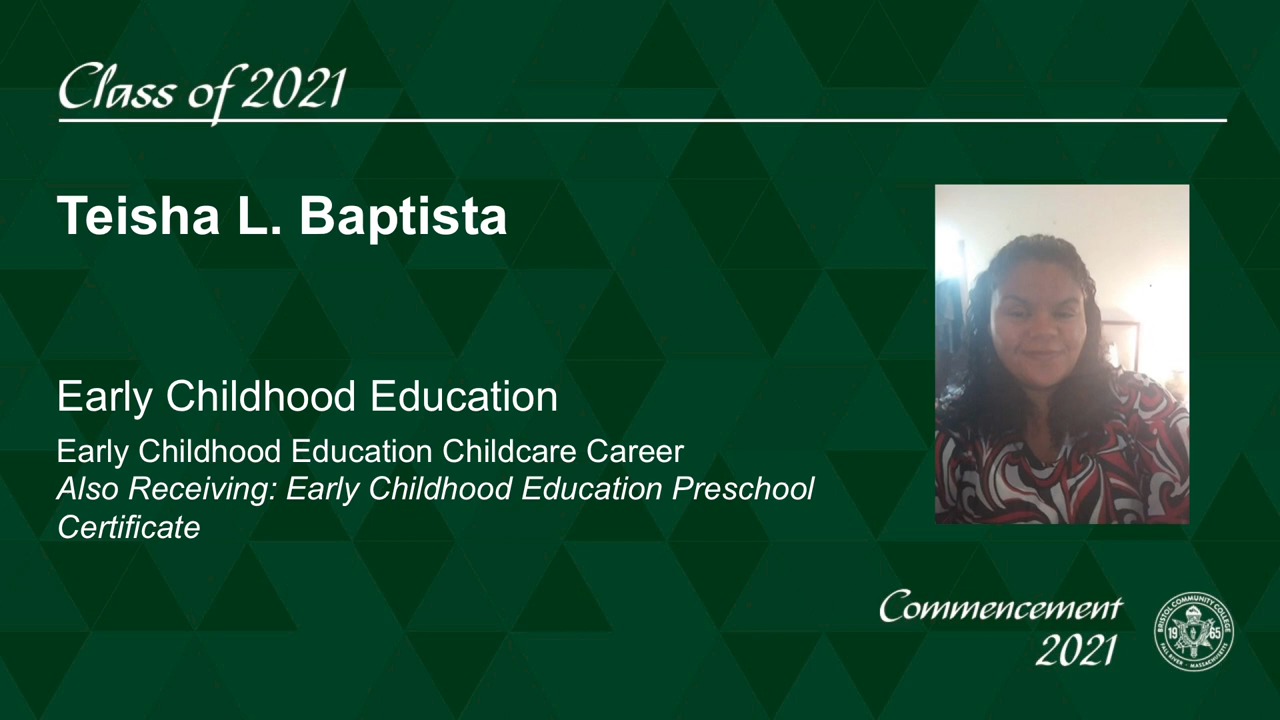 Class of 2021
Teisha L. Baptista
Early Childhood Education
Early Childhood Education Childcare Career
Also Receiving: Early Childhood Education Preschool
Certificate
Commencement
2021
BRISTOL COMMUNITY COLLEGE
19 65
FALL RIVER - MASSACHUSETTS